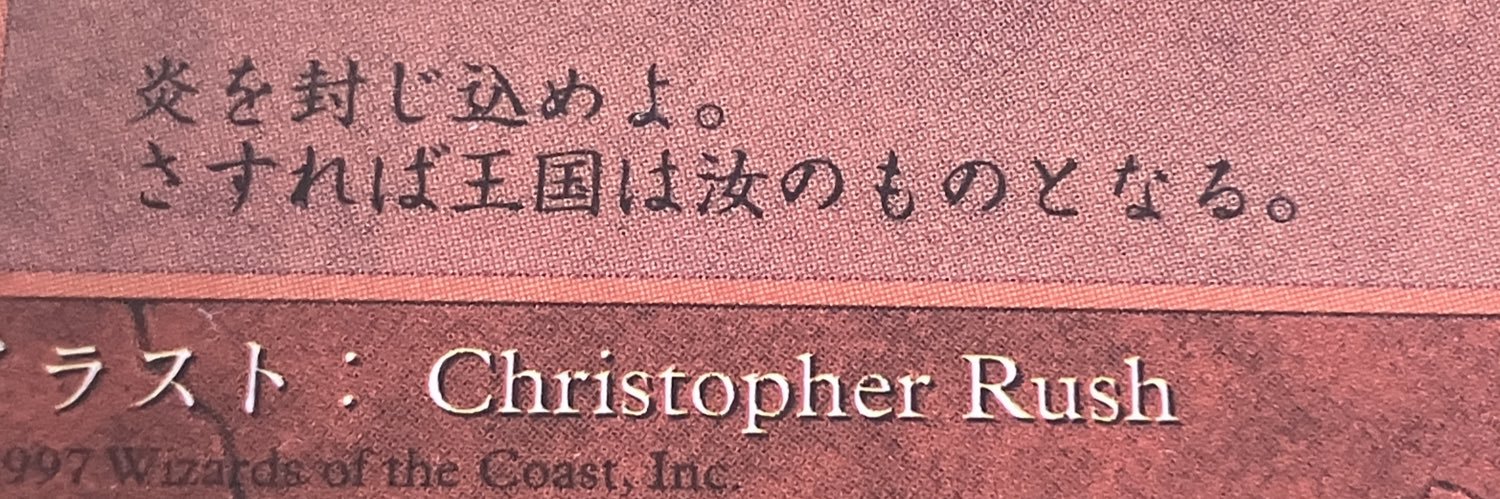 炎を封じ込めよ。
さすれば王国は汝のものとなる。
ラスト：Christopher Rush
997 Wizards of the Coast, Inc.